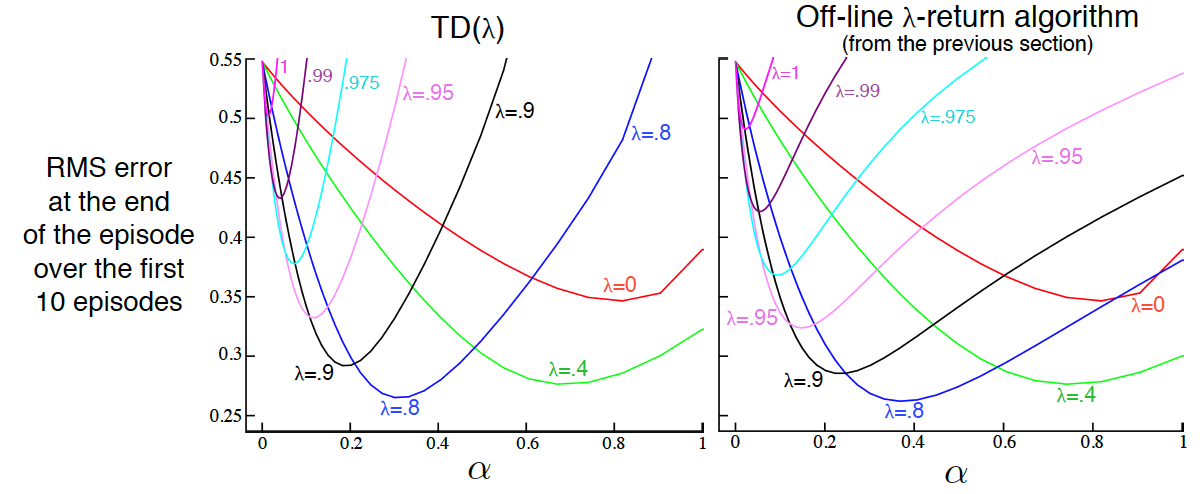 TD(λ)
Off-line λ-return algorithm
(from the previous section)
RMS error
at the end
of the episode
over the first
10 episodes
0.55
0.5
0.45
0.4
0.35
0.3
0.25
1
.99
.975
λ=.95
λ=.9
λ=.8
λ=0
λ=.4
λ=.9
λ=.8
0
0.2
0.4
0.6
0.8
1
α
λ=1
λ=.99
λ=.975
λ=.95
λ=.95
λ=0
λ=.9
λ=.4
λ=.8
0
0.2
0.4
0.6
0.8
1
α